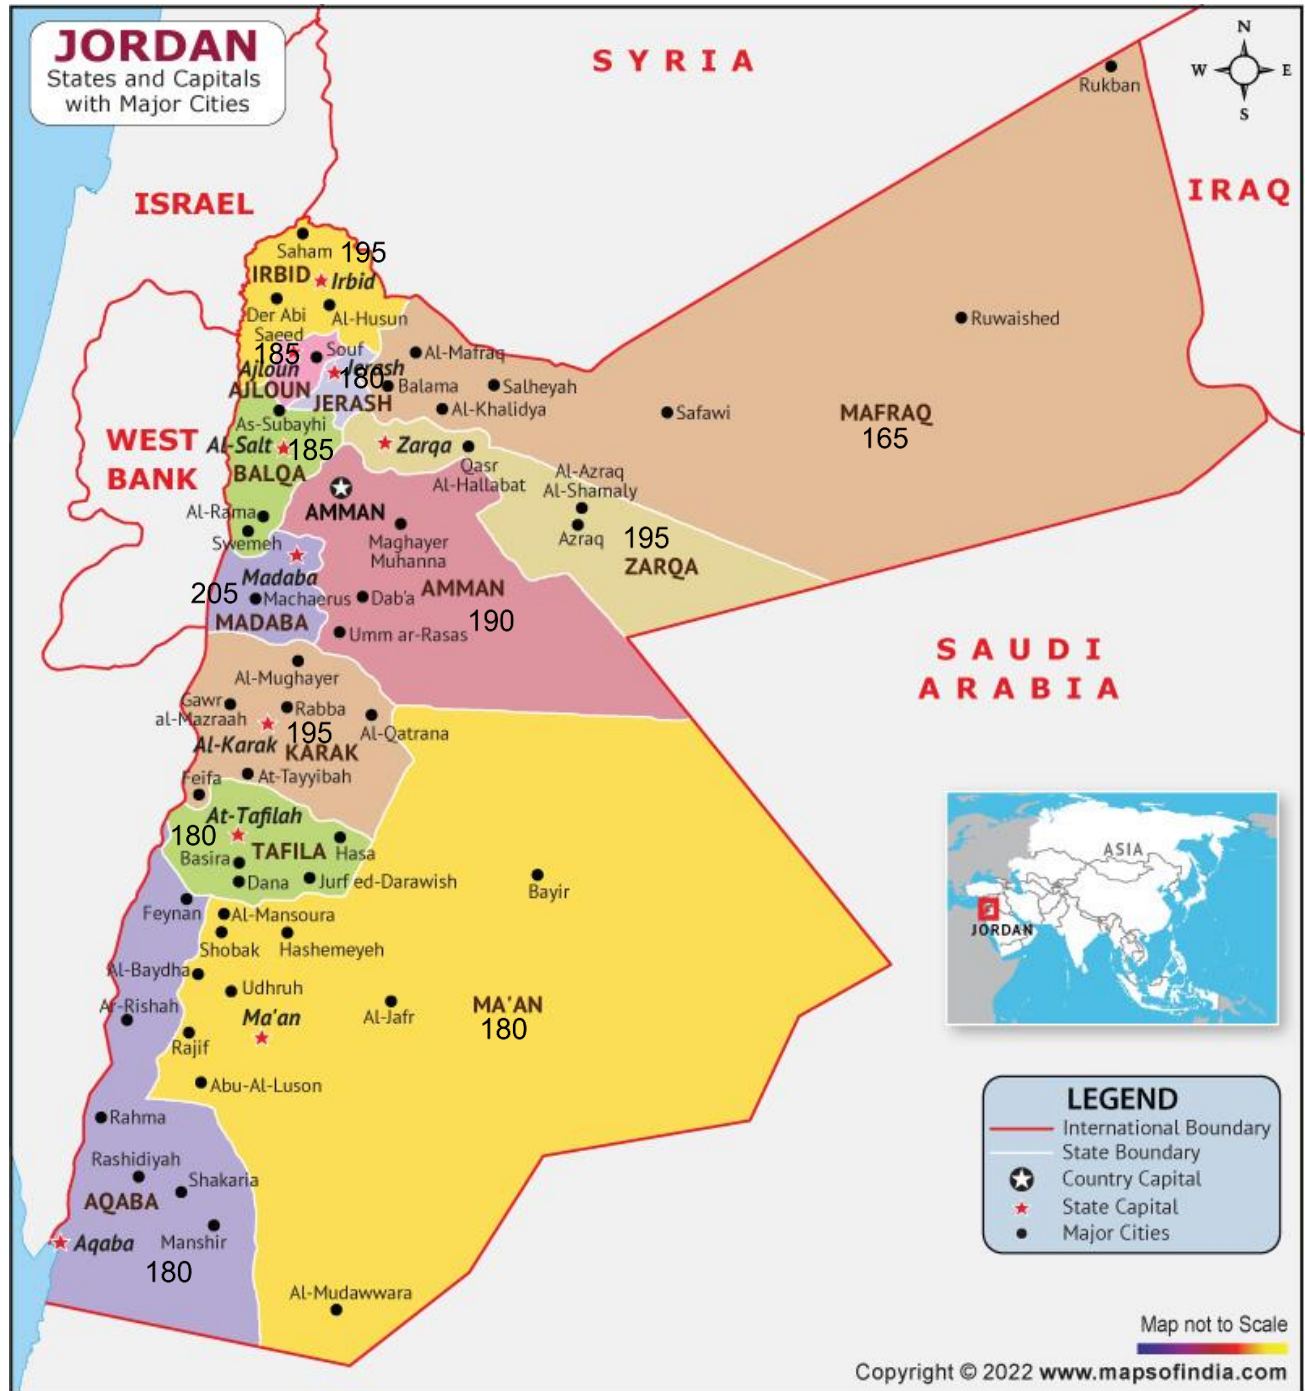 JORDAN
States and Capitals
with Major Cities
SYRIA
N
W
E
S
Rukban
IRAQ
ISRAEL
Saham
195
IRBID
Irbid
Der Abi
Saeed
Al-Husun
Ruwaished
185
Souf
Al-Mafraq
Ajloun
Jerash
180
Balama
Salheyah
AJLOUN
JERASH
Al-Khalidya
Safawi
MAFRAQ
165
As-Subayhi
WEST
BANK
Al-Salt
185
BALQA
Zarqa
Qasr
Al-Hallabat
Al-Azraq
Al-Shamaly
Azraq
195
ZARQA
AMMAN
Al-Rama
Swemeh
Maghayer
Muhanna
Madaba
205
Machaerus
Dab'a
AMMAN
190
MADABA
Umm ar-Rasas
SAUDI
ARABIA
Al-Mughayer
Gawr
al-Mazraah
Rabba
195
Al-Qatrana
Al-Karak
KARAK
Feifa
At-Tayyibah
At-Tafilah
180
TAFILA
Hasa
Basira
Dana
Jurf ed-Darawish
Bayir
Feynan
Al-Mansoura
Shobak
Hashemeyeh
Al-Baydha
Udhruh
Ar-Rishah
Ma'an
Al-Jafr
MA'AN
180
Rajif
Abu-Al-Luson
Rahma
Rashidiyah
Shakaria
AQABA
Aqaba
Manshir
180
Al-Mudawwara
ASIA
JORDAN
LEGEND
International Boundary
State Boundary
Country Capital
State Capital
Major Cities
Map not to Scale
Copyright © 2022 www.mapsofindia.com